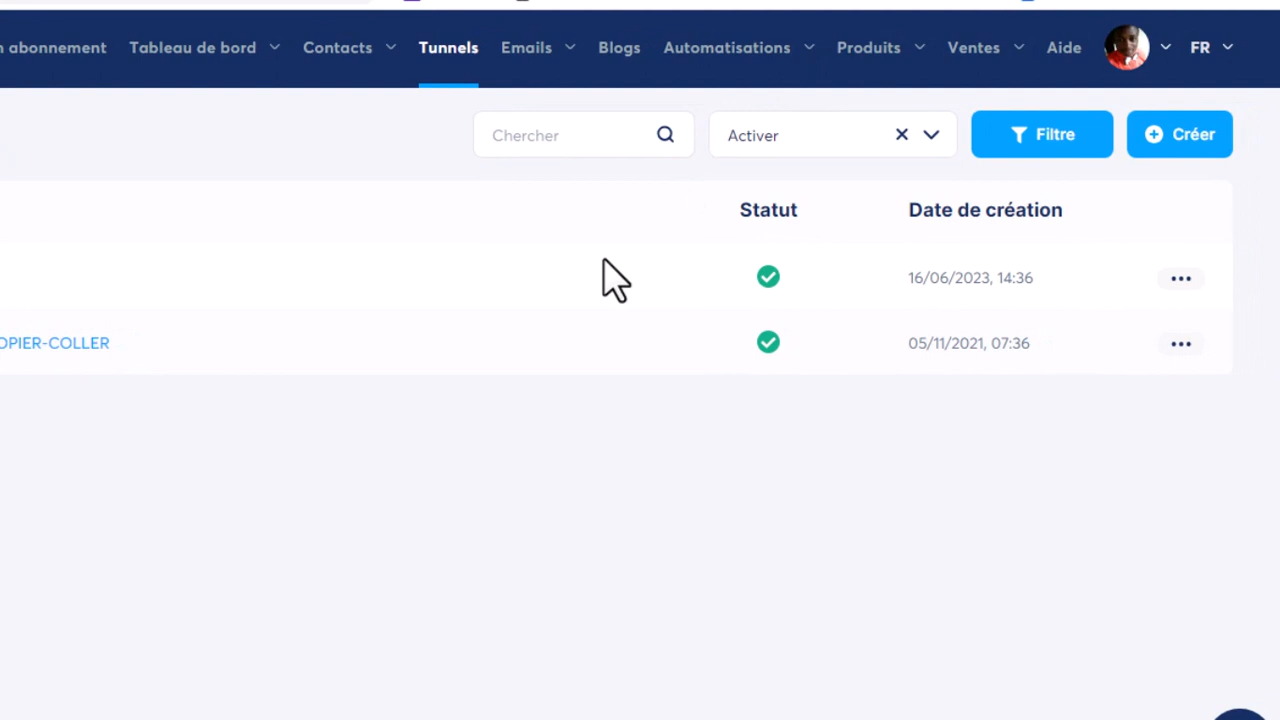 abonnement Tableau de bord Contacts Tunnels Emails Blogs Automatisations Produits Ventes Aide FR
Chercher Activer Filtre Créer
Statut Date de création
16/06/2023, 14:36
OPIER-COLLER 05/11/2021, 07:36